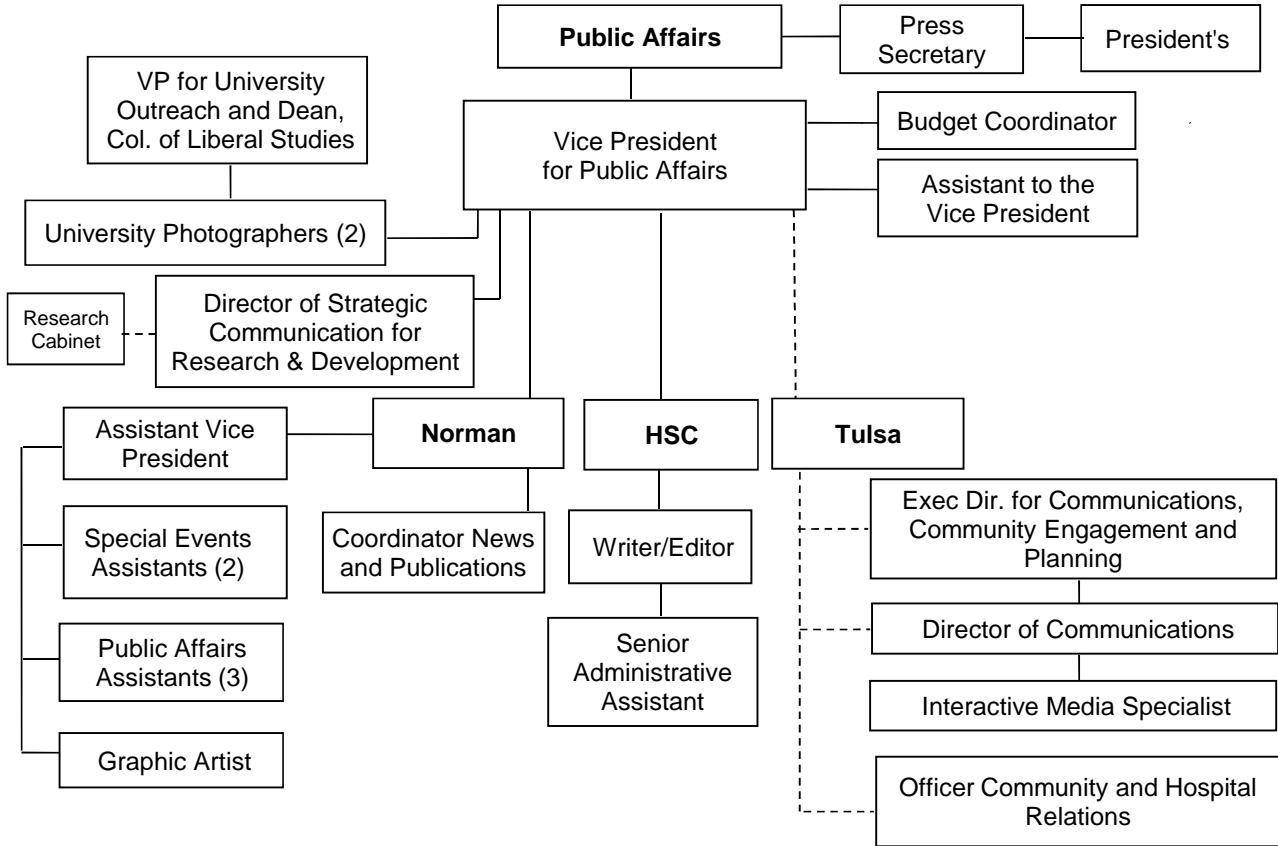 Public Affairs
Press
Secretary
President's
VP for University
Outreach and Dean,
Col. of Liberal Studies
Vice President
for Public Affairs
Budget Coordinator
Assistant to the
Vice President
University Photographers (2)
Research
Cabinet
Director of Strategic
Communication for
Research & Development
Assistant Vice
President
Norman
HSC
Tulsa
Special Events
Assistants (2)
Coordinator News
and Publications
Writer/Editor
Exec Dir. for Communications,
Community Engagement and
Planning
Public Affairs
Assistants (3)
Senior
Administrative
Assistant
Director of Communications
Interactive Media Specialist
Graphic Artist
Officer Community and Hospital
Relations